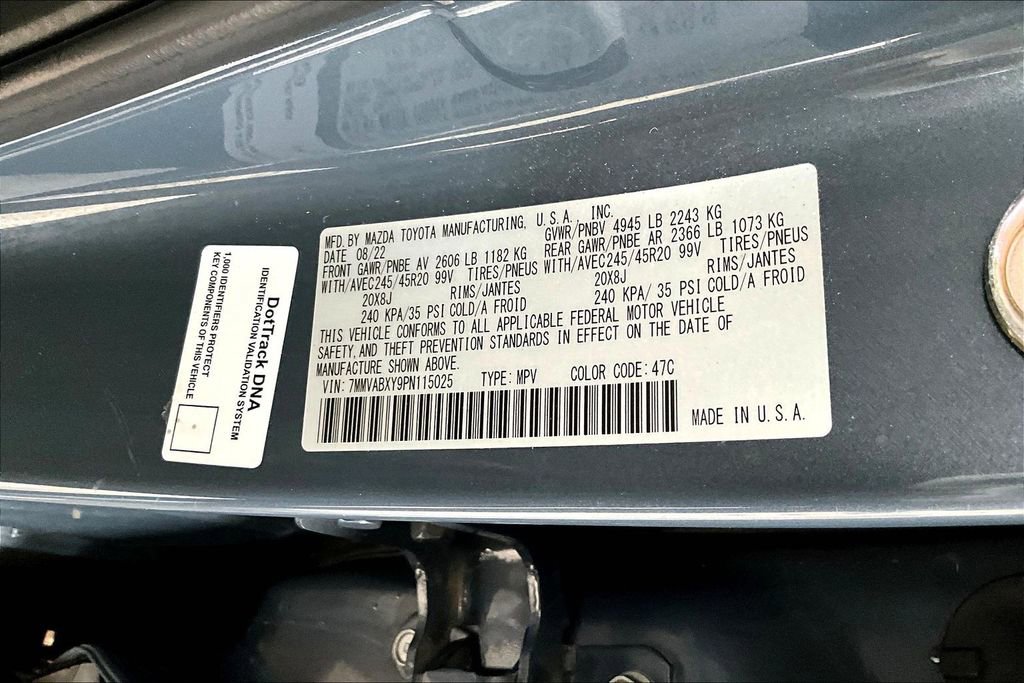 MFD. BY MAZDA TOYOTA MANUFACTURING, U.S.A., INC.
DATE 08/22 GVWR/PNBV 4945 LB 2243 KG
FRONT GAWR/PNBE AV 2606 LB 1182 KG REAR GAWR/PNBE AR 2366 LB 1073 KG
WITH/AVEC245/45R20 99V TIRES/PNEUS WITH/AVEC245/45R20 99V TIRES/PNEUS
20X8J RIMS/JANTES 20X8J RIMS/JANTES
240 KPA/35 PSI COLD/A FROID 240 KPA/ 35 PSI COLD/A FROID
THIS VEHICLE CONFORMS TO ALL APPLICABLE FEDERAL MOTOR VEHICLE
SAFETY, AND THEFT PREVENTION STANDARDS IN EFFECT ON THE DATE OF
MANUFACTURE SHOWN ABOVE.
VIN: 7MMVABXY9PN115025 TYPE: MPV COLOR CODE: 47C
MADE IN U.S.A.
DotTrack DNA
IDENTIFICATION VALIDATION SYSTEM
1,000 IDENTIFIERS PROTECT
KEY COMPONENTS OF THIS VEHICLE